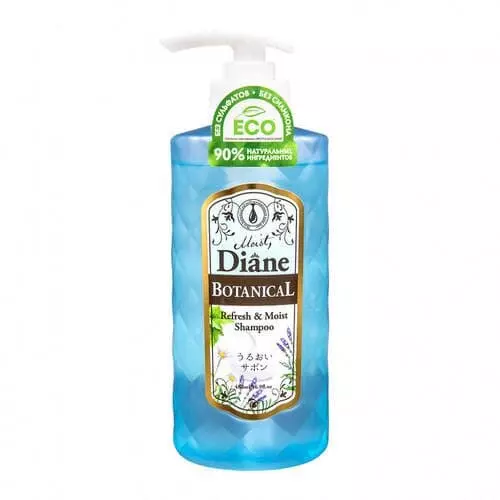 БЕЗ СУЛЬФАТОВ • БЕЗ СИЛИКОНА
ECO
90% НАТУРАЛЬНЫХ
ИНГРЕДИЕНТОВ
Moist,
Diane
BOTANICAL
Refresh & Moist
Shampoo
うるおい
サボン